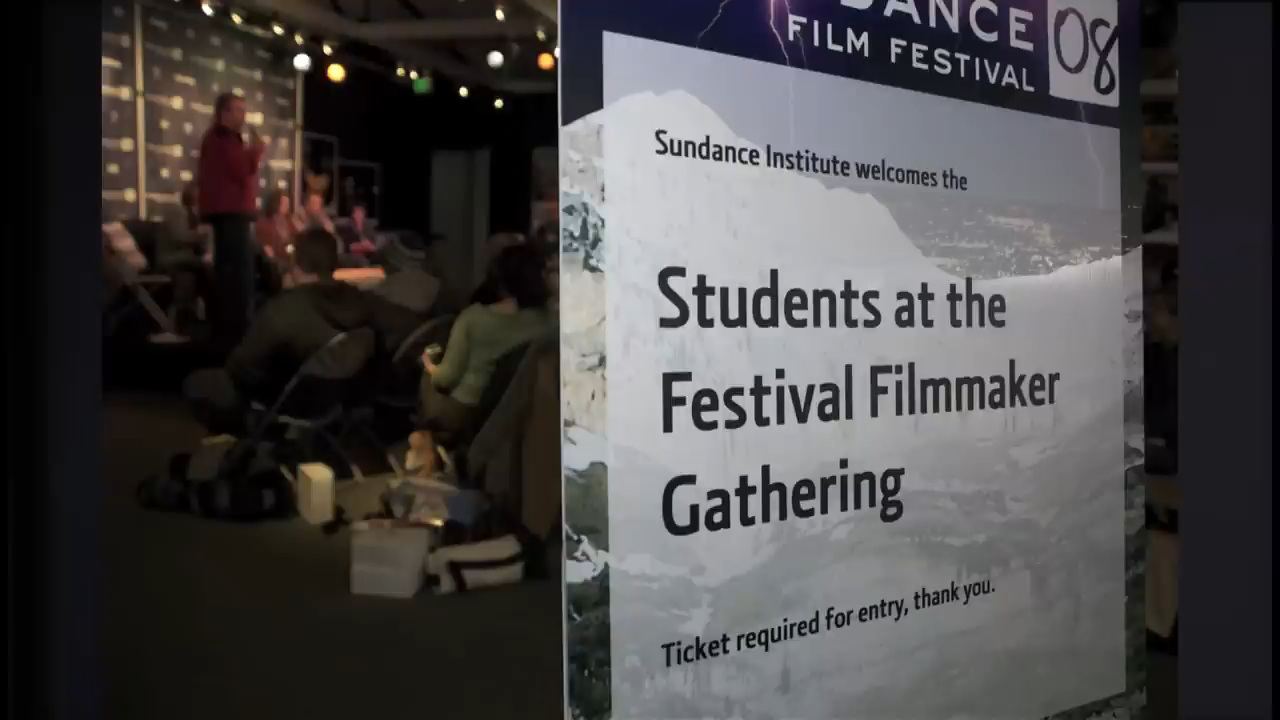 DANCE
FILM FESTIVAL 08
Sundance Institute welcomes the
Students at the
Festival Filmmaker
Gathering
Ticket required for entry, thank you.